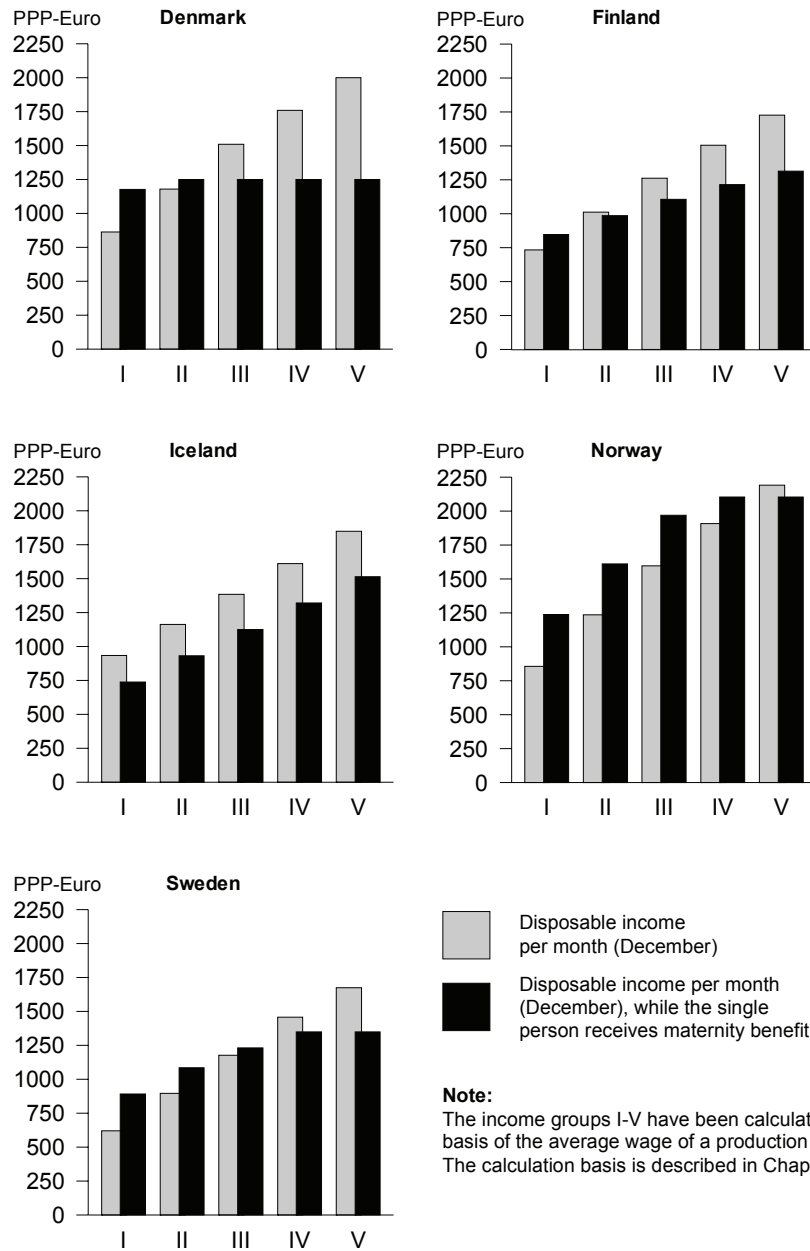 PPP-Euro Denmark
2250
2000
1750
1500
1250
1000
750
500
250
0
I II III IV V
PPP-Euro Finland
2250
2000
1750
1500
1250
1000
750
500
250
0
I II III IV V
PPP-Euro Iceland
2250
2000
1750
1500
1250
1000
750
500
250
0
I II III IV V
PPP-Euro Norway
2250
2000
1750
1500
1250
1000
750
500
250
0
I II III IV V
PPP-Euro Sweden
2250
2000
1750
1500
1250
1000
750
500
250
0
I II III IV V
Disposable income
per month (December)
Disposable income per month
(December), while the single
person receives maternity benefit
Note:
The income groups I-V have been
basis of the average wage of a production
The calculation basis is described in